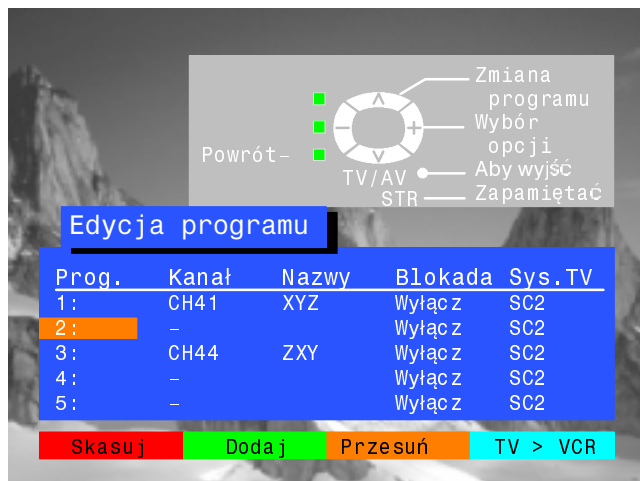 Zmiana
programu
Wybór
opcji
Powrót–
TV/AV Aby wyjść
STR Zapamiętać
Edycja programu
Prog. Kanał Nazwy Blokada Sys.TV
1: CH41 XYZ Wyłącz SC2
2: – Wyłącz SC2
3: CH44 ZXY Wyłącz SC2
4: – Wyłącz SC2
5: – Wyłącz SC2
Skasuj Dodaj Przesuń TV > VCR